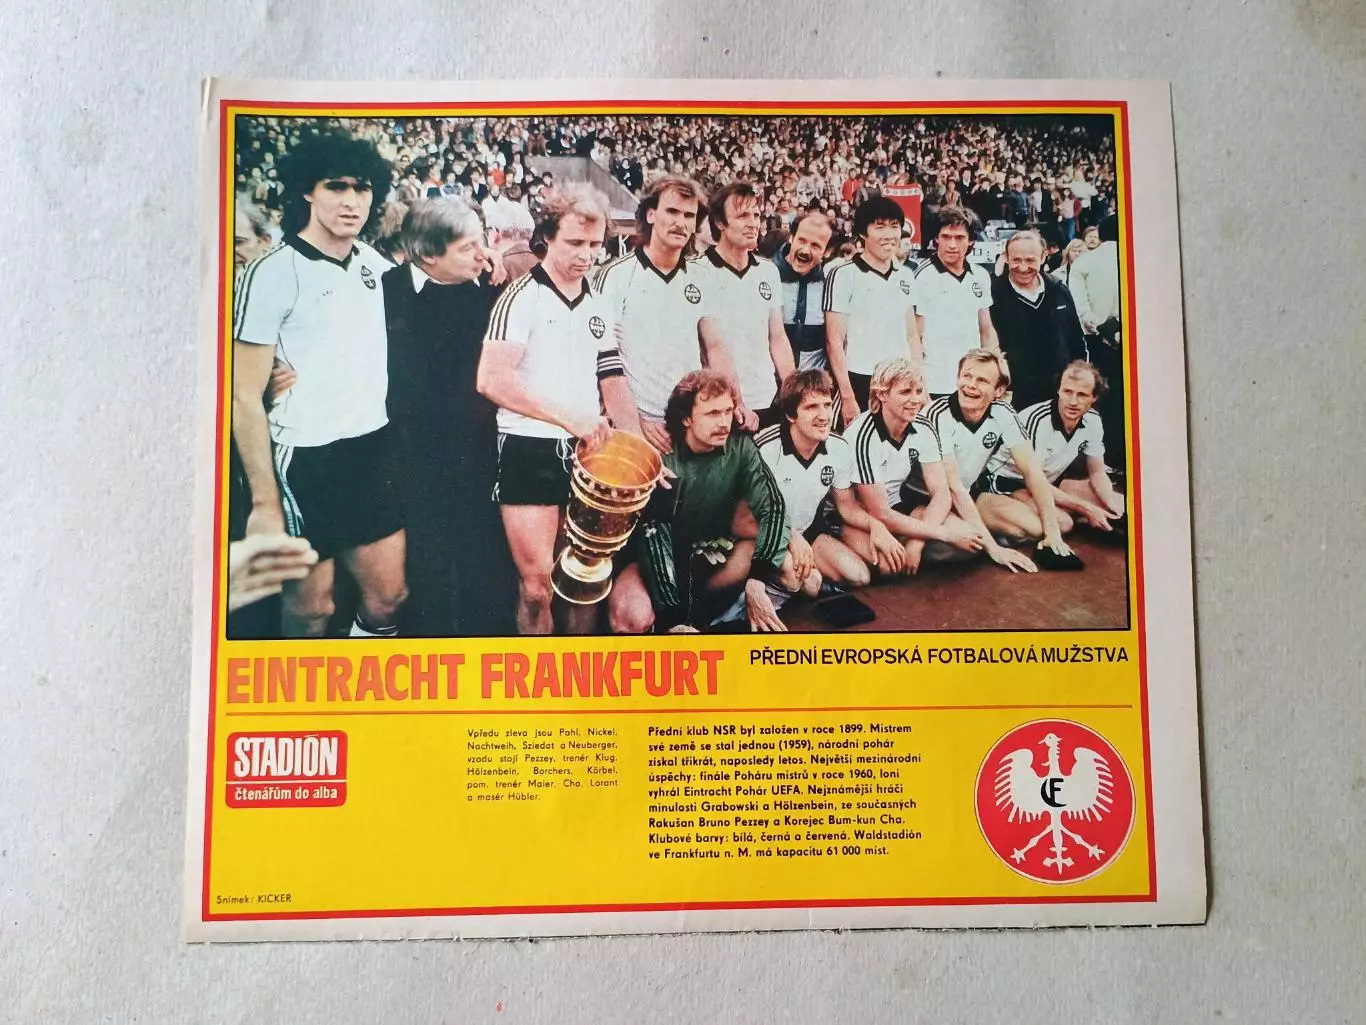 EINTRACHT FRANKFURT
PŘEDNÍ EVROPSKÁ FOTBALOVÁ MUŽSTVA
STADIÓN
čtenářům do alba
Vpředu zleva jsou Pahl, Nickel,
Nachtweih, Sziedat a Neuberger,
vzadu stojí Pezzey, trenér Klug,
Hölzenbein, Borchers, Körbel,
pom. trenér Maier, Cha, Lorant
a masér Hübler.
Přední klub NSR byl založen v roce 1899. Mistrem
své země se stal jednou (1959), národní pohár
získal třikrát, naposledy letos. Největší mezinárodní
úspěchy: finále Poháru mistrů v roce 1960, loni
vyhrál Eintracht Pohár UEFA. Nejznámější hráči
minulosti Grabowski a Hölzenbein, ze současných
Rakušan Bruno Pezzey a Korejec Bum-kun Cha.
Klubové barvy: bílá, černá a červená. Waldstadión
ve Frankfurtu n. M. má kapacitu 61 000 míst.
E
Snímek: KICKER